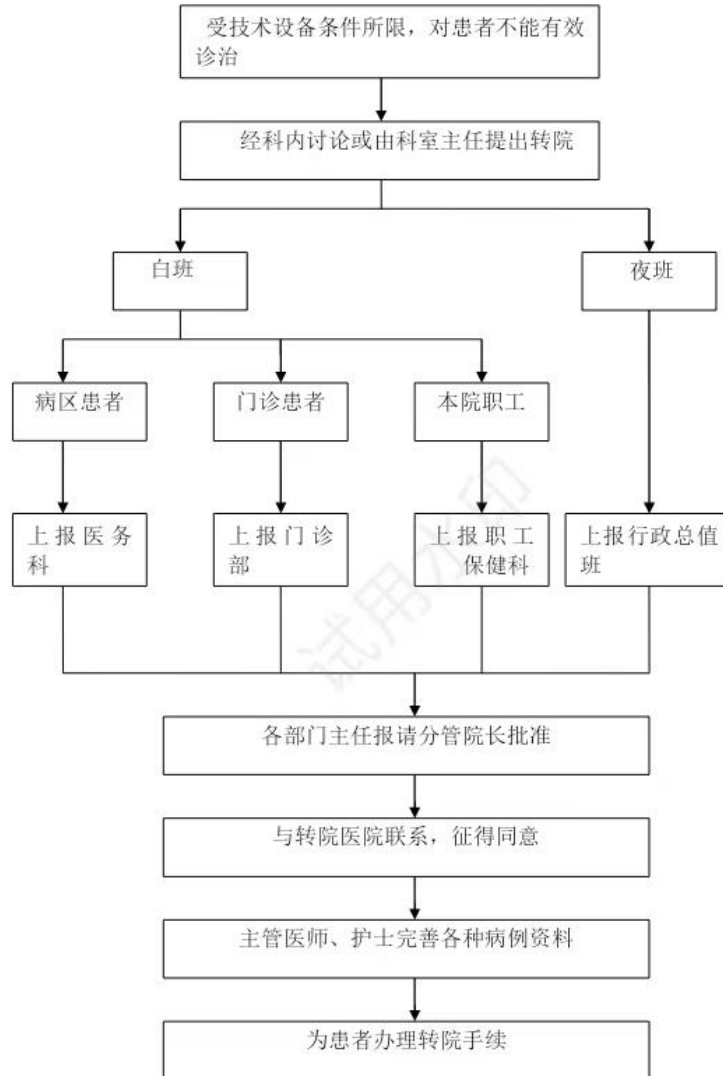 受技术设备条件所限，对患者不能有效
诊治
经科内讨论或由科室主任提出转院
白班
夜班
病区患者
门诊患者
本院职工
上报医务
科
上报门诊
部
上报职工
保健科
上报行政总值
班
试用水印
各部门主任报请分管院长批准
与转院医院联系，征得同意
主管医师、护士完善各种病例资料
为患者办理转院手续